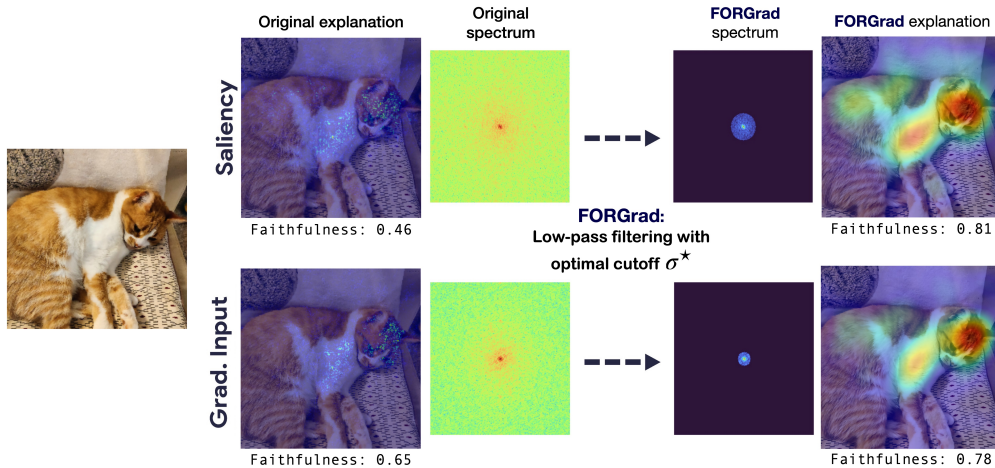 Original explanation
Original
spectrum
FORGrad
spectrum
FORGrad explanation
Saliency
Faithfulness: 0.46
FORGrad:
Low-pass filtering with
optimal cutoff σ*
Faithfulness: 0.81
Grad. Input
Faithfulness: 0.65
Faithfulness: 0.78